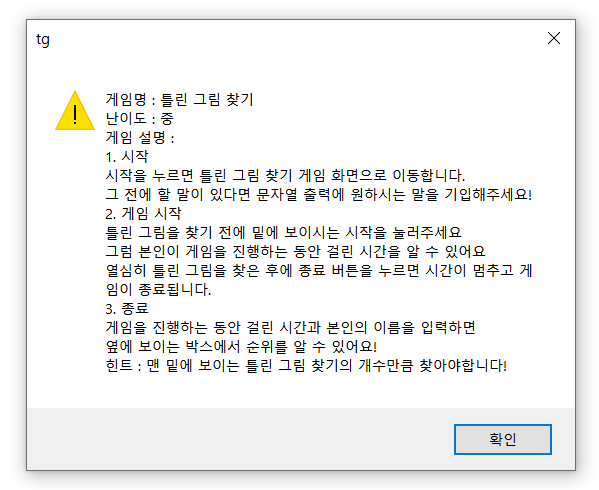 tg
게임명 : 틀린 그림 찾기
난이도 : 중
게임 설명 :
1. 시작
시작을 누르면 틀린 그림 찾기 게임 화면으로 이동합니다.
그 전에 할 말이 있다면 문자열 출력에 원하시는 말을 기입해주세요!
2. 게임 시작
틀린 그림을 찾기 전에 밑에 보이시는 시작을 눌러주세요
그럼 본인이 게임을 진행하는 동안 걸린 시간을 알 수 있어요
열심히 틀린 그림을 찾은 후에 종료 버튼을 누르면 시간이 멈추고 게
임이 종료됩니다.
3. 종료
게임을 진행하는 동안 걸린 시간과 본인의 이름을 입력하면
옆에 보이는 박스에서 순위를 알 수 있어요!
힌트 : 맨 밑에 보이는 틀린 그림 찾기의 개수만큼 찾아야합니다!
확인